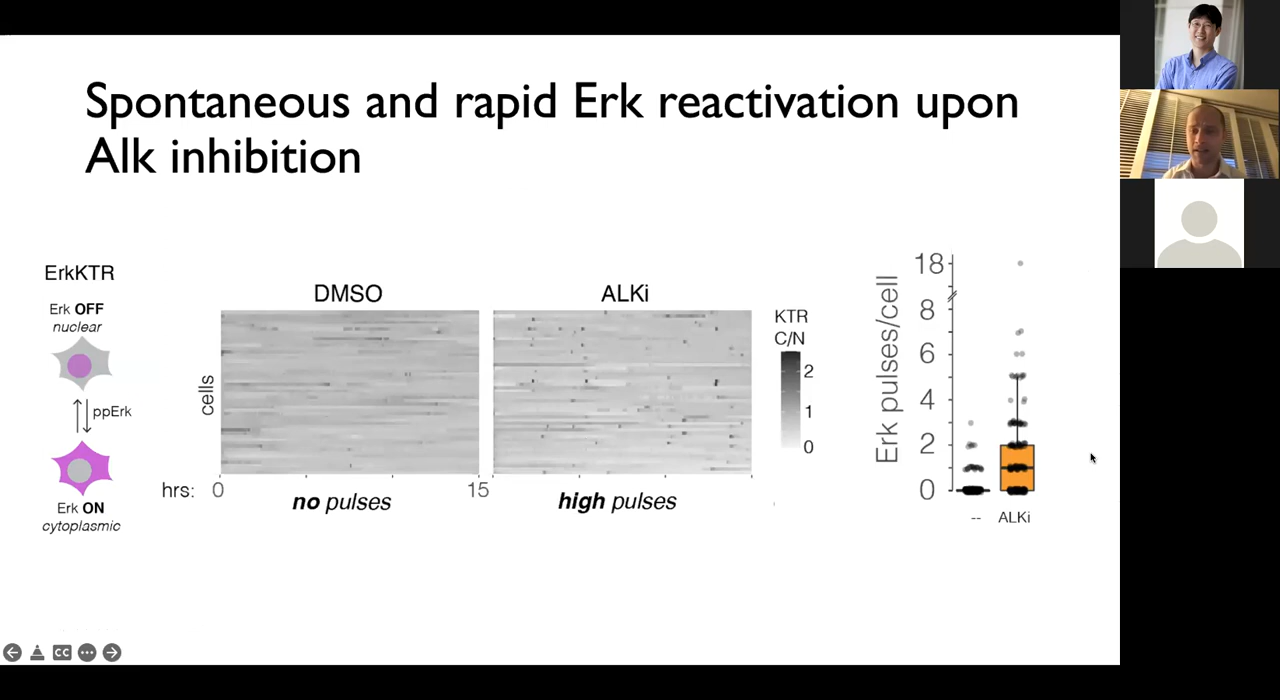 Spontaneous and rapid Erk reactivation upon
Alk inhibition
ErkKTR
Erk OFF
nuclear
ppErk
Erk ON
cytoplasmic
DMSO
ALKi
cells
hrs: 0
15
no pulses
high pulses
KTR
C/N
2
1
0
Erk pulses/cell
18
8
6
4
2
0
--
ALKi
CC